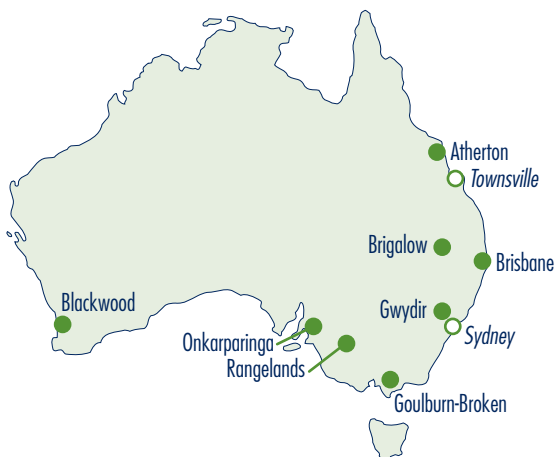 Atherton
Townsville
Brigalow
Brisbane
Blackwood
Gwydir
Sydney
Onkarparinga
Rangelands
Goulburn-Broken